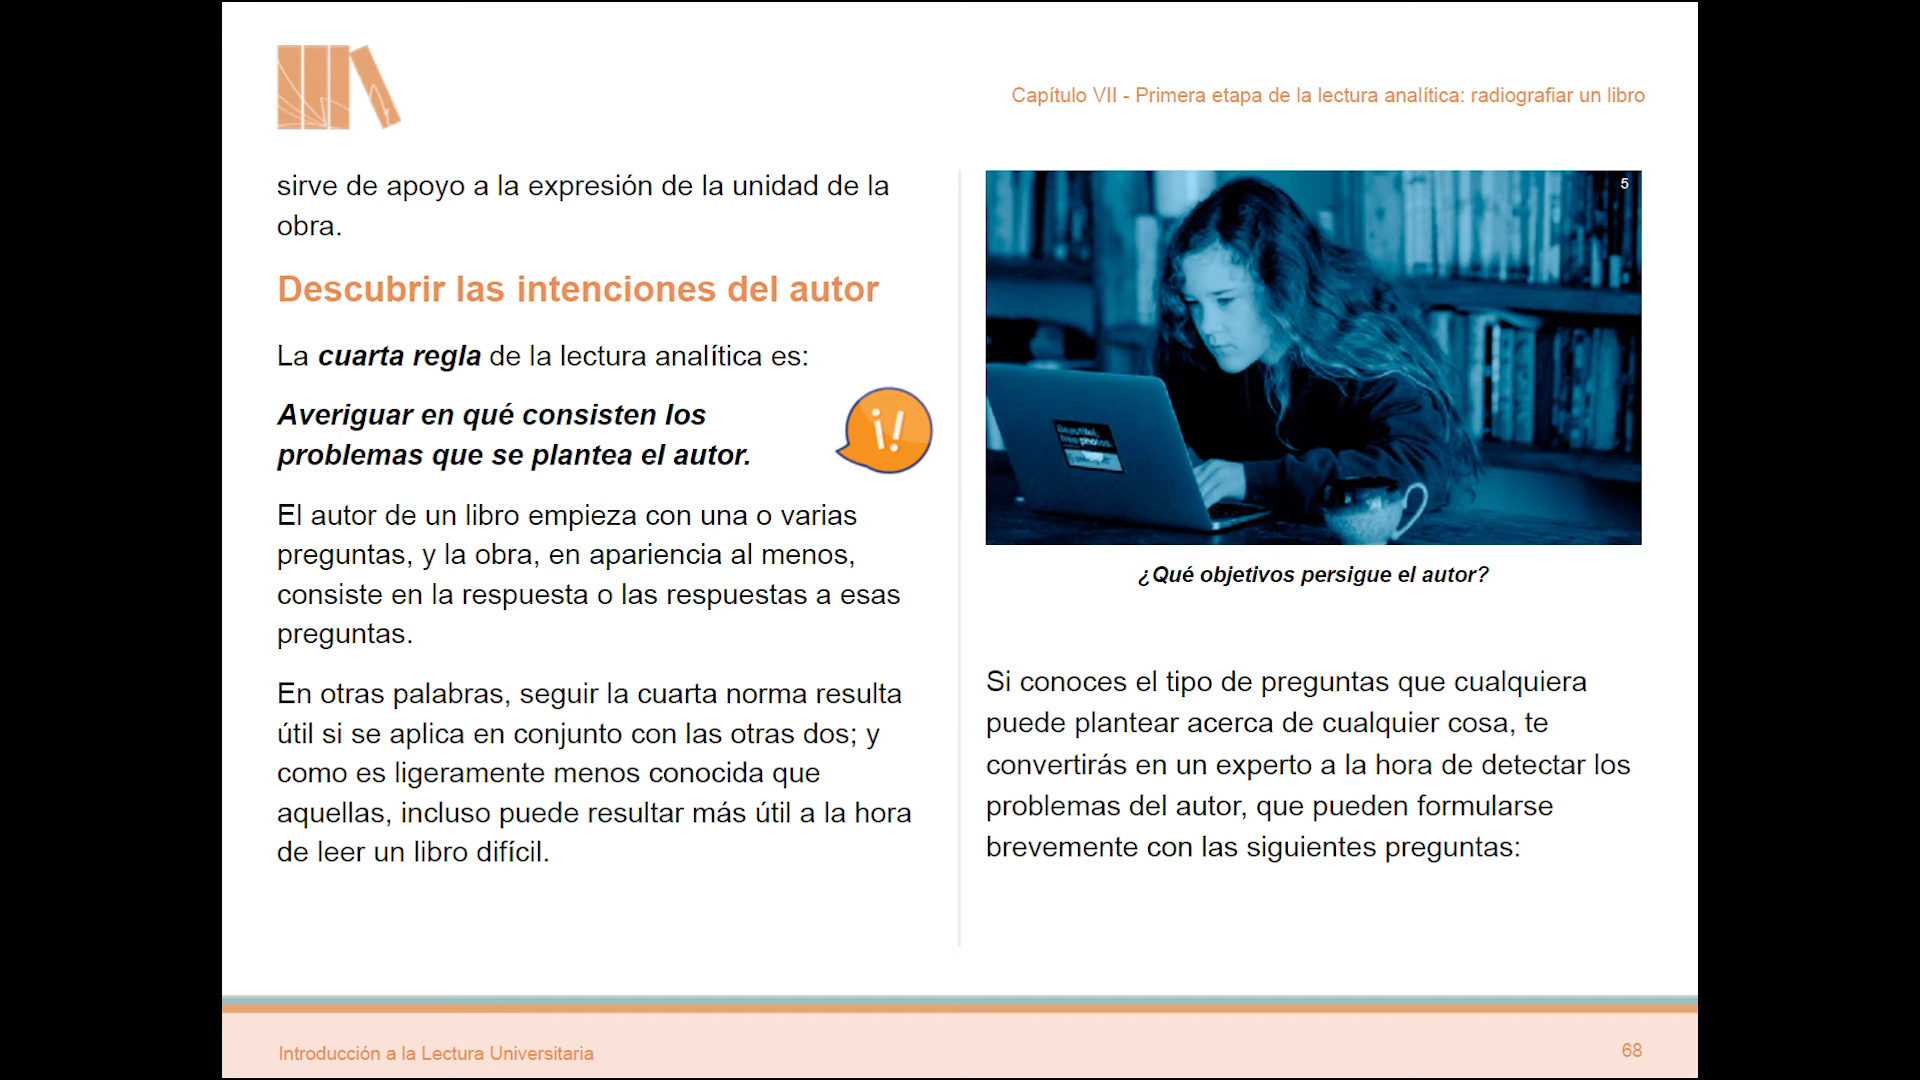 Capítulo VII - Primera etapa de la lectura analítica: radiografiar un libro
sirve de apoyo a la expresión de la unidad de la
obra.
Descubrir las intenciones del autor
La cuarta regla de la lectura analítica es:
Averiguar en qué consisten los
problemas que se plantea el autor.
¡!
El autor de un libro empieza con una o varias
preguntas, y la obra, en apariencia al menos,
consiste en la respuesta o las respuestas a esas
preguntas.
En otras palabras, seguir la cuarta norma resulta
útil si se aplica en conjunto con las otras dos; y
como es ligeramente menos conocida que
aquellas, incluso puede resultar más útil a la hora
de leer un libro difícil.
5
Beautiful,
free photos.
¿Qué objetivos persigue el autor?
Si conoces el tipo de preguntas que cualquiera
puede plantear acerca de cualquier cosa, te
convertirás en un experto a la hora de detectar los
problemas del autor, que pueden formularse
brevemente con las siguientes preguntas:
Introducción a la Lectura Universitaria
68